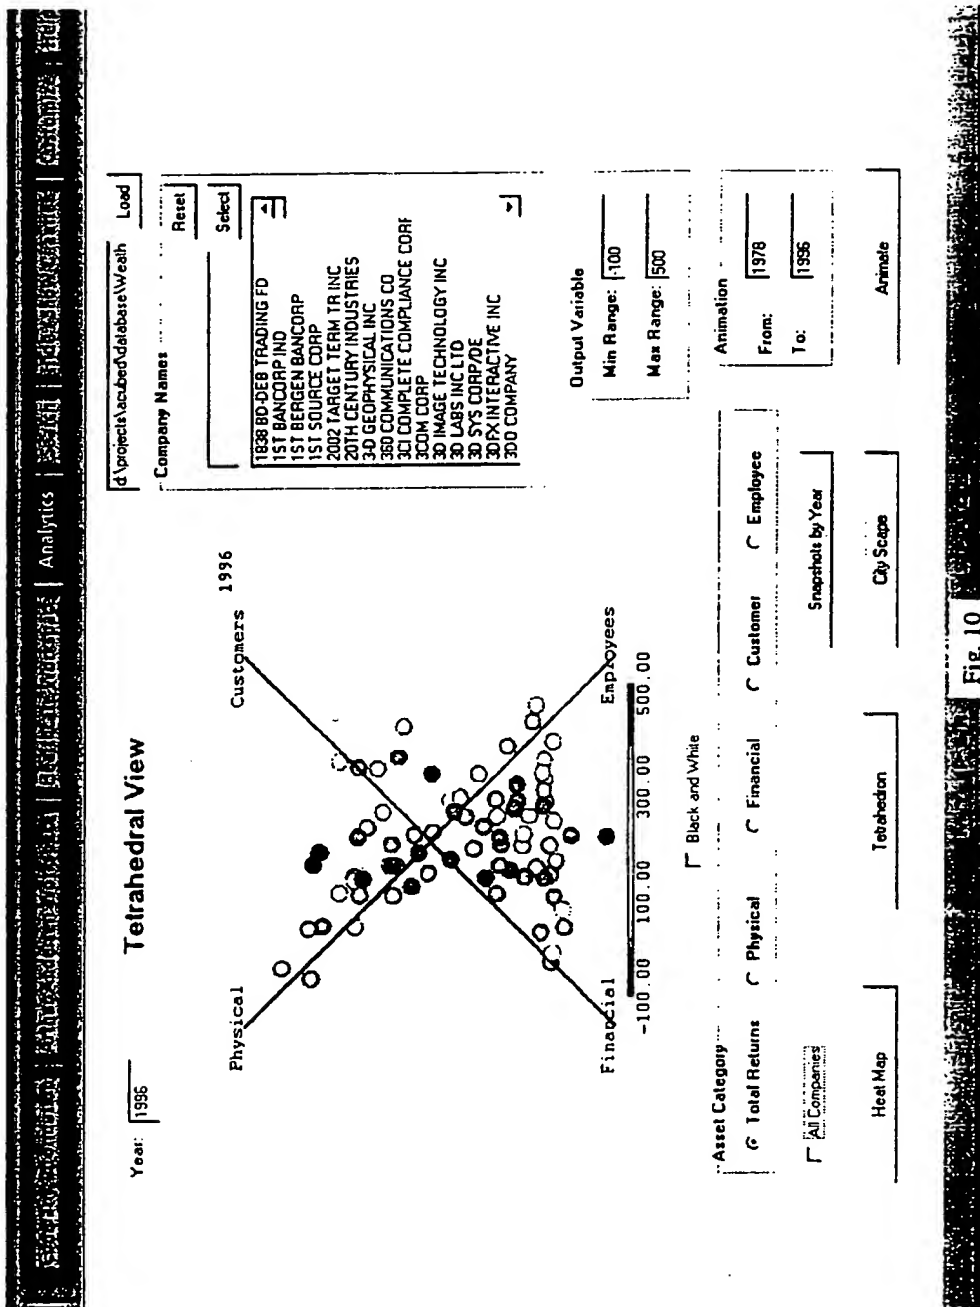 Analytics
Year: 1996
Tetrahedral View
d:\projects\acubed\database\Wealth
Load
Company Names
Reset
Select
1838 BD-DEB TRADING FD
1ST BANCORP IND
1ST BERGEN BANCORP
1ST SOURCE CORP
2002 TARGET TERM TR INC
20TH CENTURY INDUSTRIES
3-D GEOPHYSICAL INC
360 COMMUNICATIONS CO
3CI COMPLETE COMPLIANCE CORF
3COM CORP
3D IMAGE TECHNOLOGY INC
3D LABS INC LTD
3D SYS CORP/DE
3DFX INTERACTIVE INC
3DO COMPANY
Physical
Customers
1996
Financial
Employees
-100.00 100.00 300.00 500.00
Black and White
Output Variable
Min Range: -100
Max Range: 500
Asset Category
Total Returns Physical Financial Customer Employee
All Companies
Snapshots by Year
Animation
From: 1978
To: 1996
Heat Map
Tetrahedron
City Scape
Animate
Fig. 10